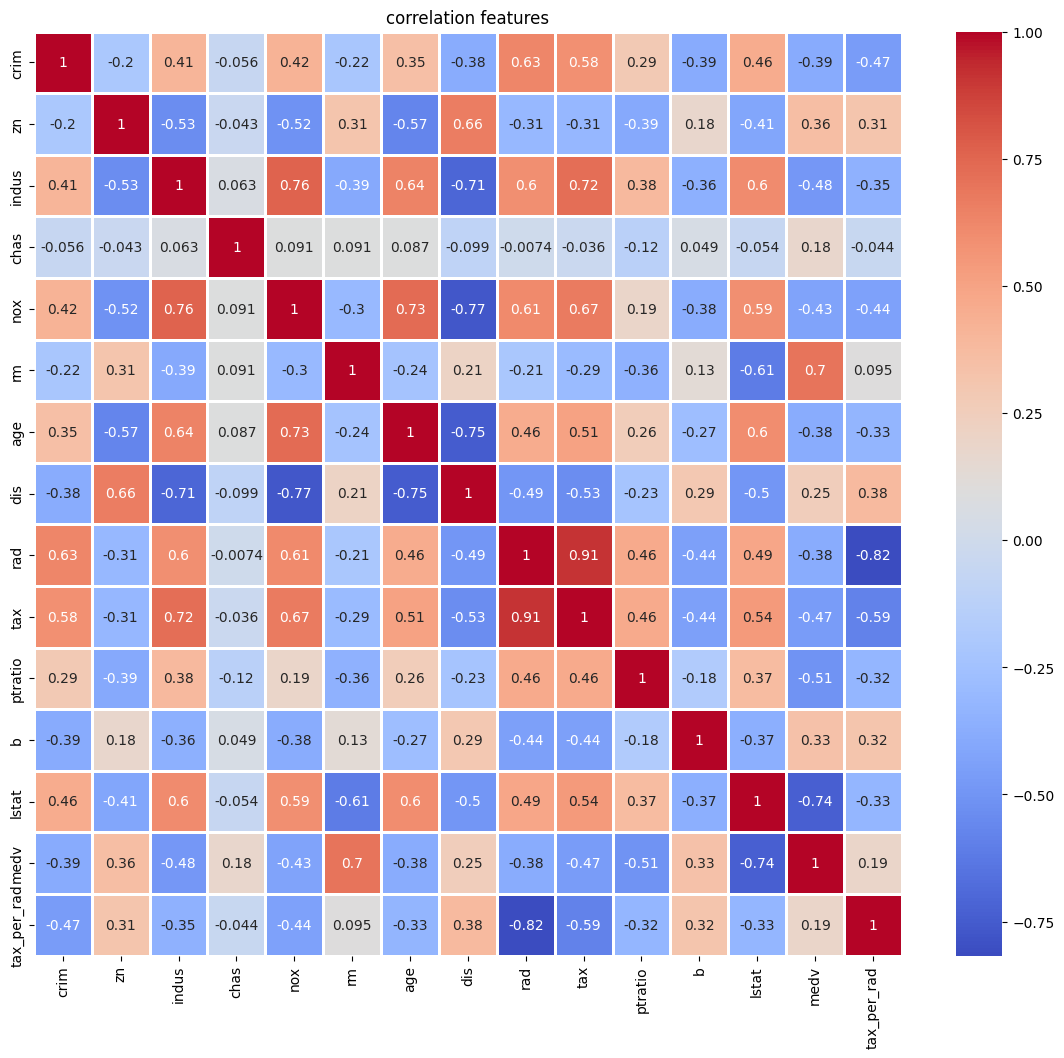 correlation features
crim 1 -0.2 0.41 -0.056 0.42 -0.22 0.35 -0.38 0.63 0.58 0.29 -0.39 0.46 -0.39 -0.47
zn -0.2 1 -0.53 -0.043 -0.52 0.31 -0.57 0.66 -0.31 -0.31 -0.39 0.18 -0.41 0.36 0.31
indus 0.41 -0.53 1 0.063 0.76 -0.39 0.64 -0.71 0.6 0.72 0.38 -0.36 0.6 -0.48 -0.35
chas -0.056 -0.043 0.063 1 0.091 0.091 0.087 -0.099 -0.0074 -0.036 -0.12 0.049 -0.054 0.18 -0.044
nox 0.42 -0.52 0.76 0.091 1 -0.3 0.73 -0.77 0.61 0.67 0.19 -0.38 0.59 -0.43 -0.44
rm -0.22 0.31 -0.39 0.091 -0.3 1 -0.24 0.21 -0.21 -0.29 -0.36 0.13 -0.61 0.7 0.095
age 0.35 -0.57 0.64 0.087 0.73 -0.24 1 -0.75 0.46 0.51 0.26 -0.27 0.6 -0.38 -0.33
dis -0.38 0.66 -0.71 -0.099 -0.77 0.21 -0.75 1 -0.49 -0.53 -0.23 0.29 -0.5 0.25 0.38
rad 0.63 -0.31 0.6 -0.0074 0.61 -0.21 0.46 -0.49 1 0.91 0.46 -0.44 0.49 -0.38 -0.82
tax 0.58 -0.31 0.72 -0.036 0.67 -0.29 0.51 -0.53 0.91 1 0.46 -0.44 0.54 -0.47 -0.59
ptratio 0.29 -0.39 0.38 -0.12 0.19 -0.36 0.26 -0.23 0.46 0.46 1 -0.18 0.37 -0.51 -0.32
b -0.39 0.18 -0.36 0.049 -0.38 0.13 -0.27 0.29 -0.44 -0.44 -0.18 1 -0.37 0.33 0.32
lstat 0.46 -0.41 0.6 -0.054 0.59 -0.61 0.6 -0.5 0.49 0.54 0.37 -0.37 1 -0.74 -0.33
medv -0.39 0.36 -0.48 0.18 -0.43 0.7 -0.38 0.25 -0.38 -0.47 -0.51 0.33 -0.74 1 0.19
tax_per_rad -0.47 0.31 -0.35 -0.044 -0.44 0.095 -0.33 0.38 -0.82 -0.59 -0.32 0.32 -0.33 0.19 1
crim zn indus chas nox rm age dis rad tax ptratio b lstat medv tax_per_rad
1.00
0.75
0.50
0.25
0.00
−0.25
−0.50
−0.75